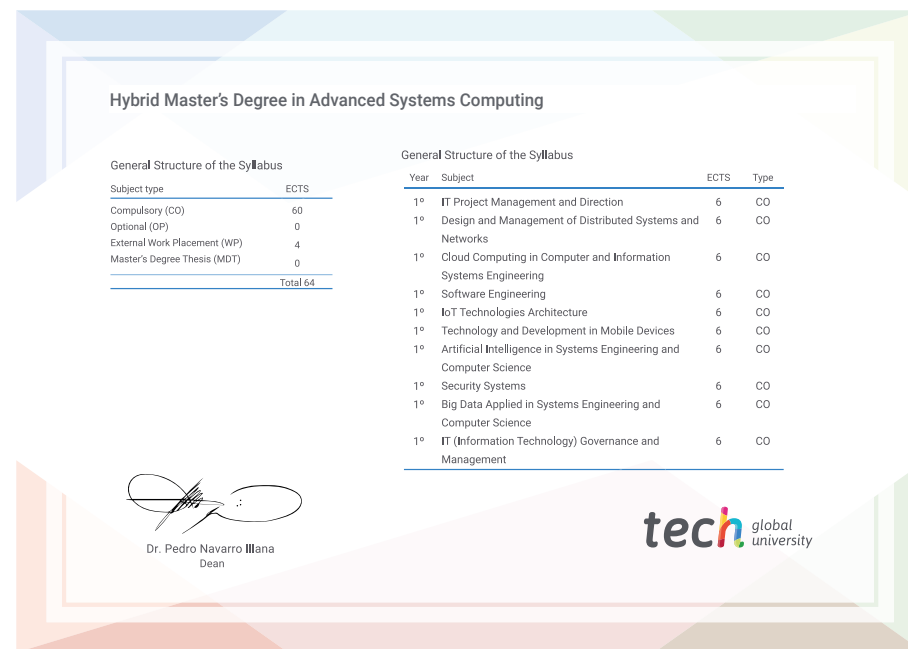 Hybrid Master's Degree in Advanced Systems Computing
General Structure of the Syllabus
Subject type ECTS
Compulsory (CO) 60
Optional (OP) 0
External Work Placement (WP) 4
Master's Degree Thesis (MDT) 0
Total 64
General Structure of the Syllabus
Year Subject ECTS Type
1º IT Project Management and Direction 6 CO
1º Design and Management of Distributed Systems and 6 CO
Networks
1º Cloud Computing in Computer and Information 6 CO
Systems Engineering
1º Software Engineering 6 CO
1º IoT Technologies Architecture 6 CO
1º Technology and Development in Mobile Devices 6 CO
1º Artificial Intelligence in Systems Engineering and 6 CO
Computer Science
1º Security Systems 6 CO
1º Big Data Applied in Systems Engineering and 6 CO
Computer Science
1º IT (Information Technology) Governance and 6 CO
Management
Dr. Pedro Navarro Illana
Dean
tech global
university